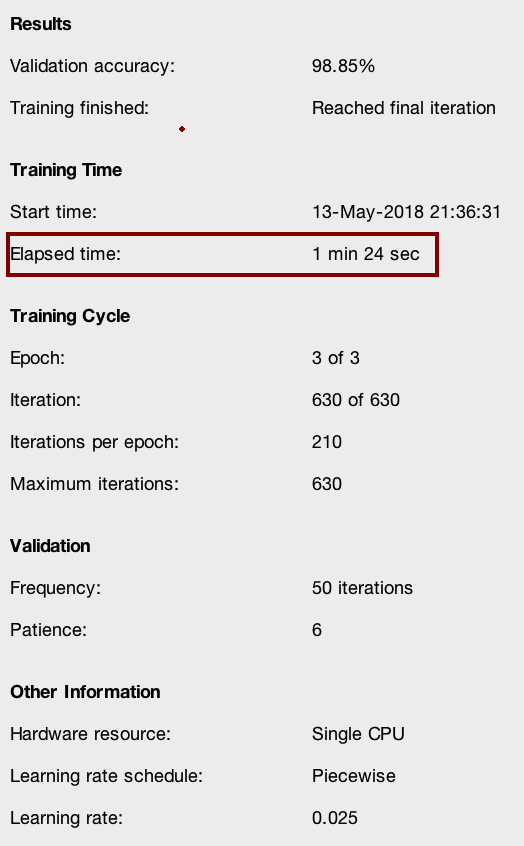 Results
Validation accuracy: 98.85%
Training finished: Reached final iteration
Training Time
Start time: 13-May-2018 21:36:31
Elapsed time: 1 min 24 sec
Training Cycle
Epoch: 3 of 3
Iteration: 630 of 630
Iterations per epoch: 210
Maximum iterations: 630
Validation
Frequency: 50 iterations
Patience: 6
Other Information
Hardware resource: Single CPU
Learning rate schedule: Piecewise
Learning rate: 0.025